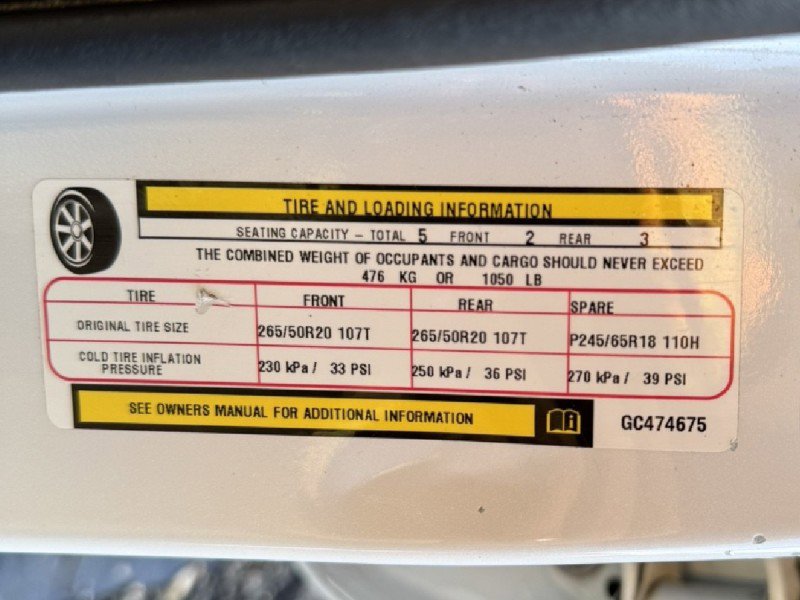 TIRE AND LOADING INFORMATION
SEATING CAPACITY – TOTAL 5 FRONT 2 REAR 3
THE COMBINED WEIGHT OF OCCUPANTS AND CARGO SHOULD NEVER EXCEED
476 KG OR 1050 LB
TIRE FRONT REAR SPARE
ORIGINAL TIRE SIZE 265/50R20 107T 265/50R20 107T P245/65R18 110H
COLD TIRE INFLATION PRESSURE 230 kPa / 33 PSI 250 kPa / 36 PSI 270 kPa / 39 PSI
SEE OWNERS MANUAL FOR ADDITIONAL INFORMATION
GC474675